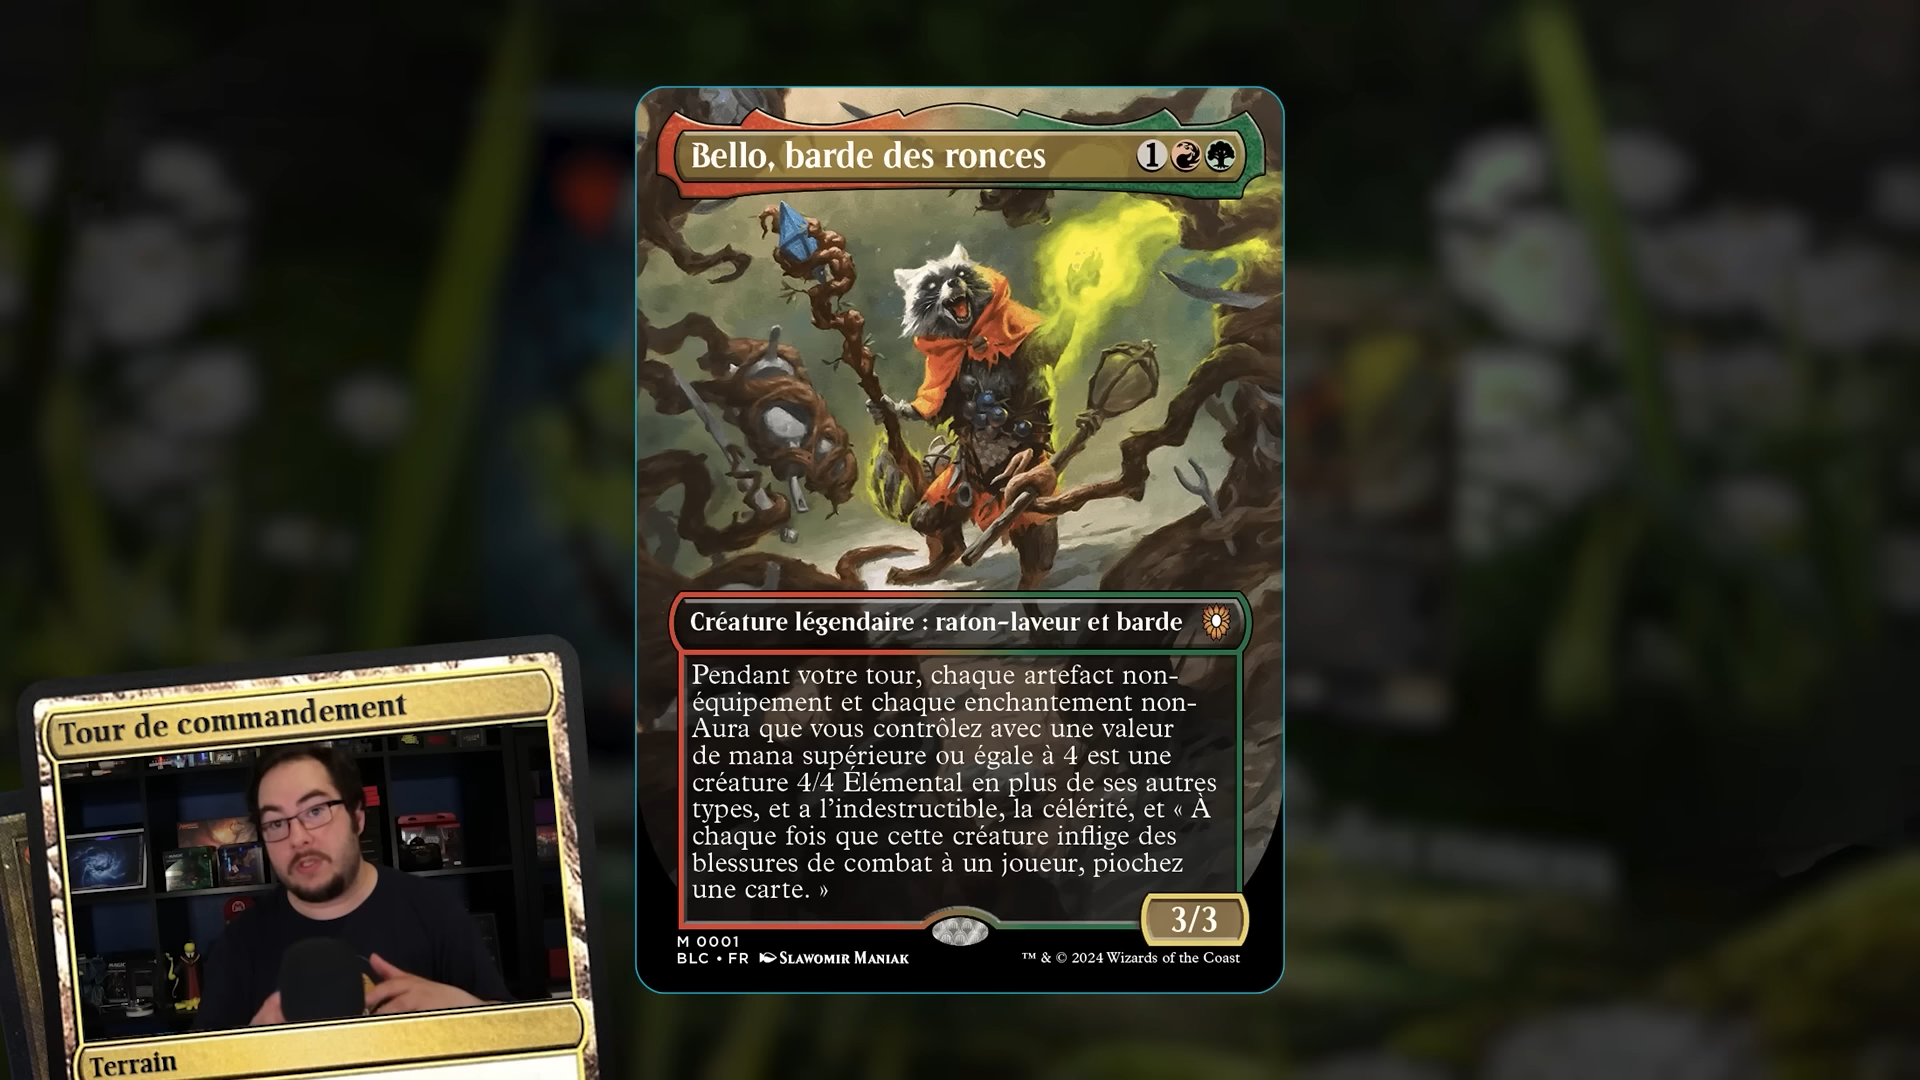 Bello, barde des ronces
1
Créature légendaire : raton-laveur et barde
Pendant votre tour, chaque artefact non-
équipement et chaque enchantement non-
Aura que vous contrôlez avec une valeur
de mana supérieure ou égale à 4 est une
créature 4/4 Élémental en plus de ses autres
types, et a l'indestructible, la célérité, et « À
chaque fois que cette créature inflige des
blessures de combat à un joueur, piochez
une carte. »
3/3
M 0001
BLC • FR SLAWOMIR MANIAK
™ & © 2024 Wizards of the Coast
Tour de commandement
Terrain